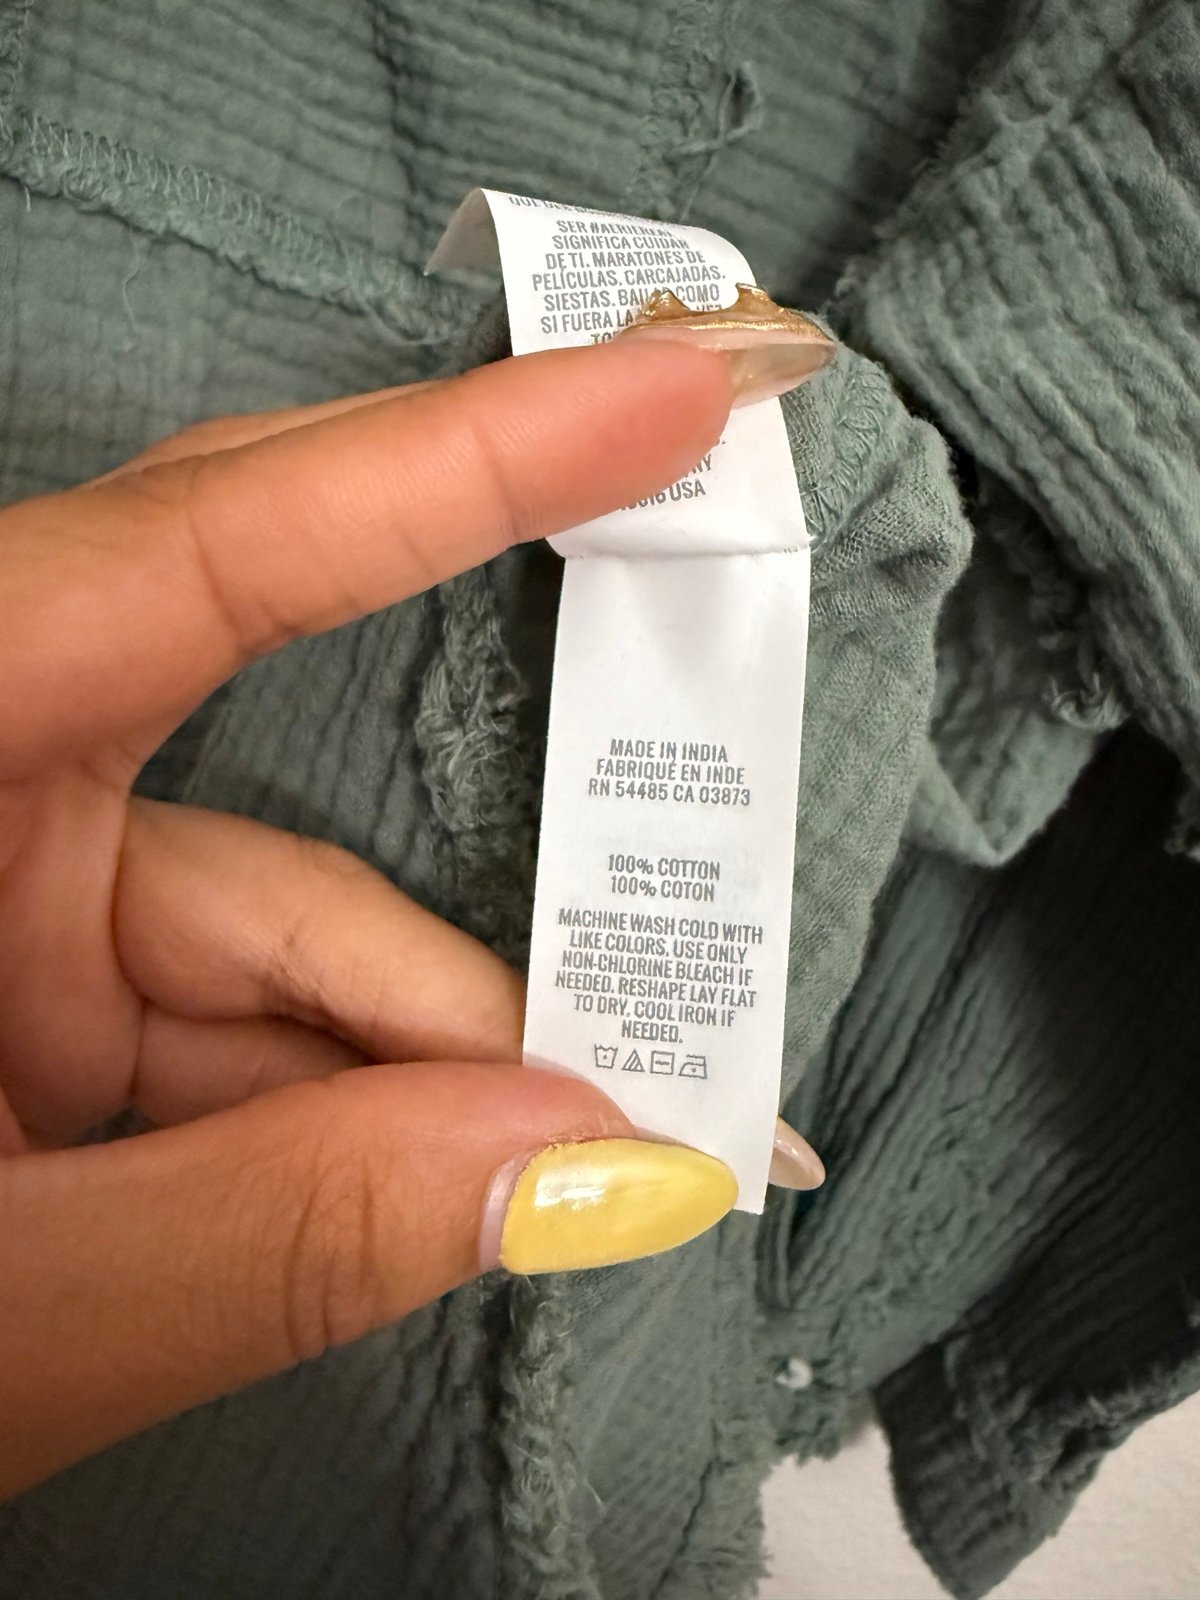 SER #AERIEREAL
SIGNIFICA CUIDAR
DE TI. MARATONES DE
PELÍCULAS. CARCAJADAS.
SIESTAS. COMO
SI FUERA LA
USA
MADE IN INDIA
FABRIQUÉ EN INDE
RN 54485 CA 03873
100% COTTON
100% COTON
MACHINE WASH COLD WITH
LIKE COLORS. USE ONLY
NON-CHLORINE BLEACH IF
NEEDED. RESHAPE LAY FLAT
TO DRY. COOL IRON IF
NEEDED.